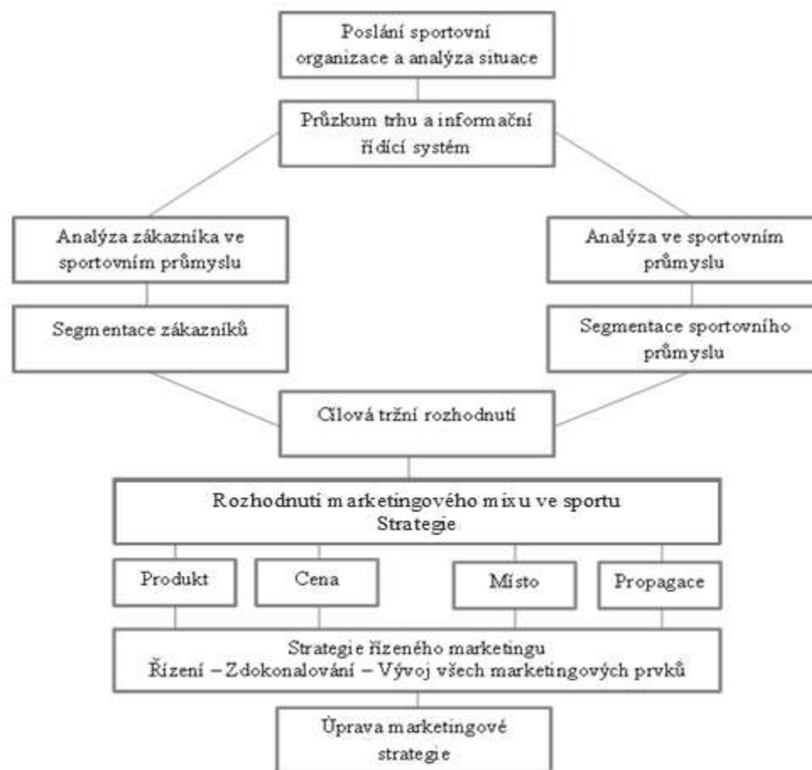 Poslání sportovní
organizace a analýza situace
Průzkum trhu a informační
řídící systém
Analýza zákazníka ve
sportovním průmyslu
Analýza ve sportovním
průmyslu
Segmentace zákazníků
Segmentace sportovního
průmyslu
Cílová tržní rozhodnutí
Rozhodnutí marketingového mixu ve sportu
Strategie
Produkt
Cena
Místo
Propagace
Strategie řízeného marketingu
Řízení – Zdokonalování – Vývoj všech marketingových prvků
Úprava marketingové
strategie